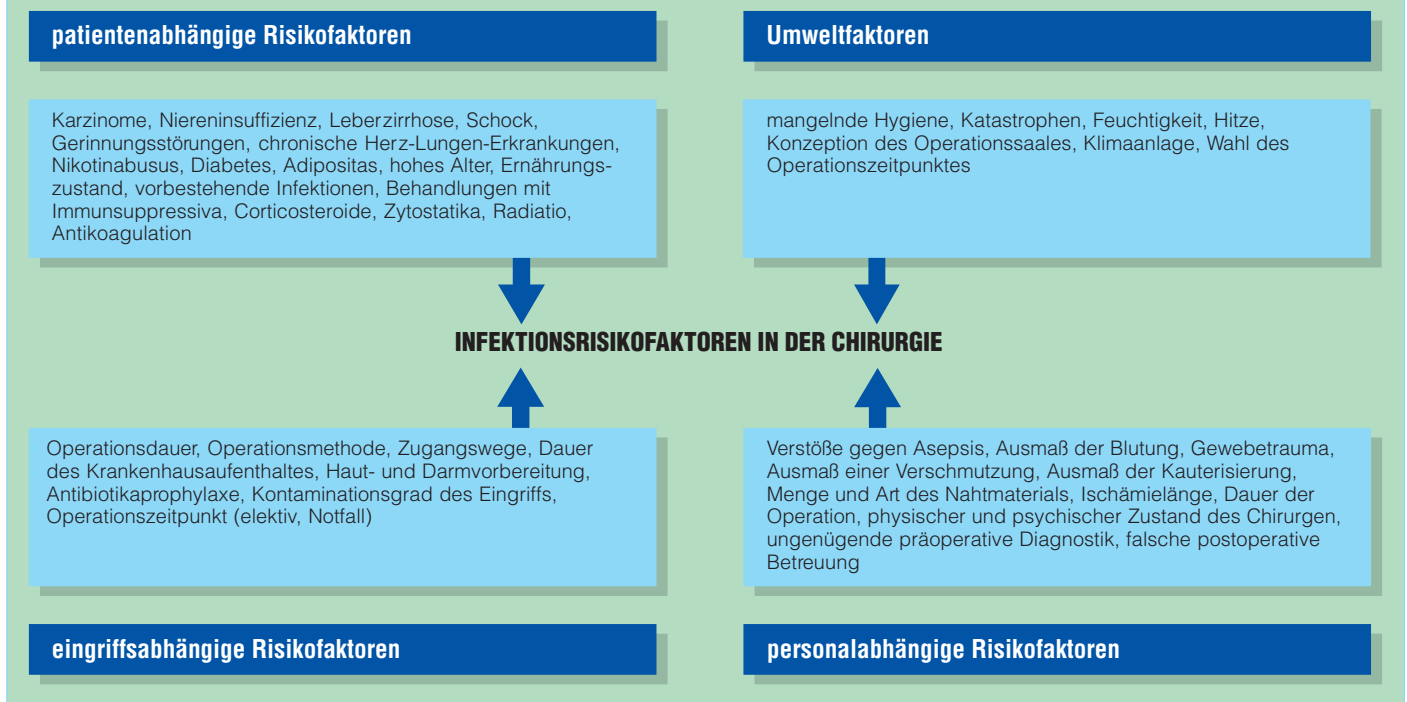 patientenabhängige Risikofaktoren
Karzinome, Niereninsuffizienz, Leberzirrhose, Schock,
Gerinnungsstörungen, chronische Herz-Lungen-Erkrankungen,
Nikotinabusus, Diabetes, Adipositas, hohes Alter, Ernährungs-
zustand, vorbestehende Infektionen, Behandlungen mit
Immunsuppressiva, Corticosteroide, Zytostatika, Radiatio,
Antikoagulation
Umweltfaktoren
mangelnde Hygiene, Katastrophen, Feuchtigkeit, Hitze,
Konzeption des Operationssaales, Klimaanlage, Wahl des
Operationszeitpunktes
INFEKTIONSRISIKOFAKTOREN IN DER CHIRURGIE
Operationsdauer, Operationsmethode, Zugangswege, Dauer
des Krankenhausaufenthaltes, Haut- und Darmvorbereitung,
Antibiotikaprophylaxe, Kontaminationsgrad des Eingriffs,
Operationszeitpunkt (elektiv, Notfall)
eingriffsabhängige Risikofaktoren
Verstöße gegen Asepsis, Ausmaß der Blutung, Gewebetrauma,
Ausmaß einer Verschmutzung, Ausmaß der Kauterisierung,
Menge und Art des Nahtmaterials, Ischämielänge, Dauer der
Operation, physischer und psychischer Zustand des Chirurgen,
ungenügende präoperative Diagnostik, falsche postoperative
Betreuung
personalabhängige Risikofaktoren